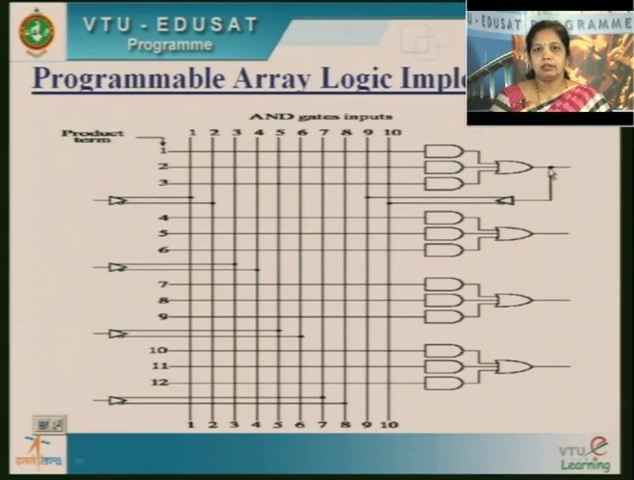 VTU - EDUSAT
Programme
U - EDUSAT PROGRAMME
Programmable Array Logic Imple
AND gates inputs
Product
term
1 2 3 4 5 6 7 8 9 10
1
2
3
4
5
6
7
8
9
10
11
12
1 2 3 4 5 6 7 8 9 10
VTU e
Learning